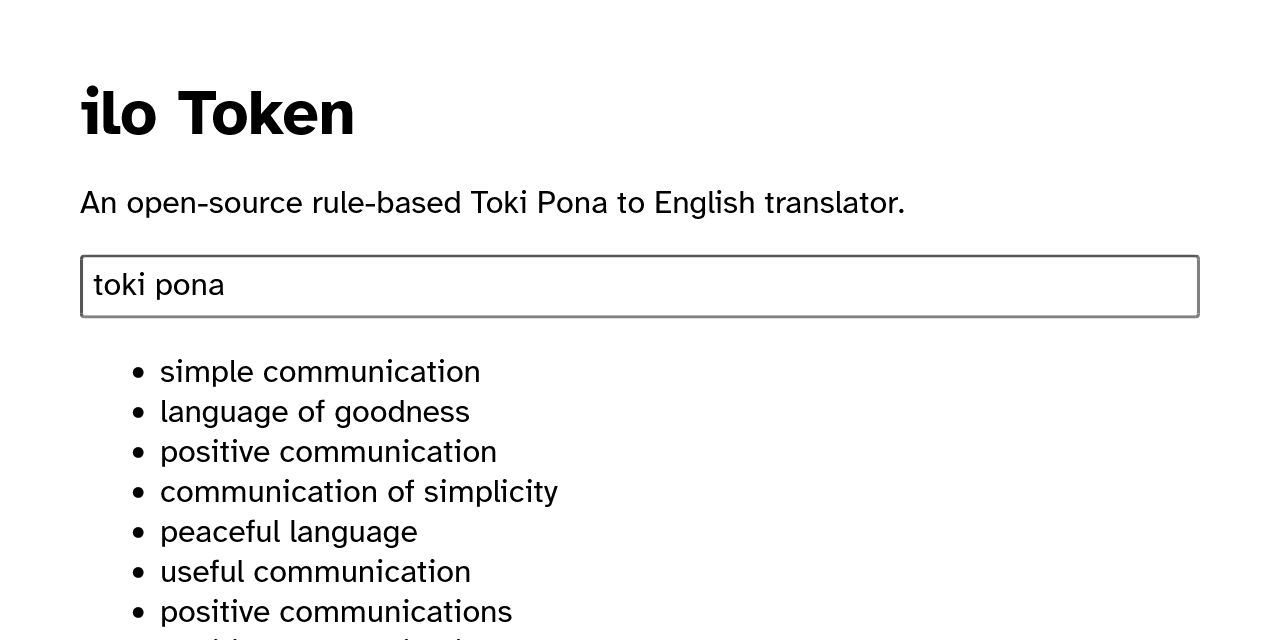 ilo Token
An open-source rule-based Toki Pona to English translator.
toki pona
simple communication
language of goodness
positive communication
communication of simplicity
peaceful language
useful communication
positive communications